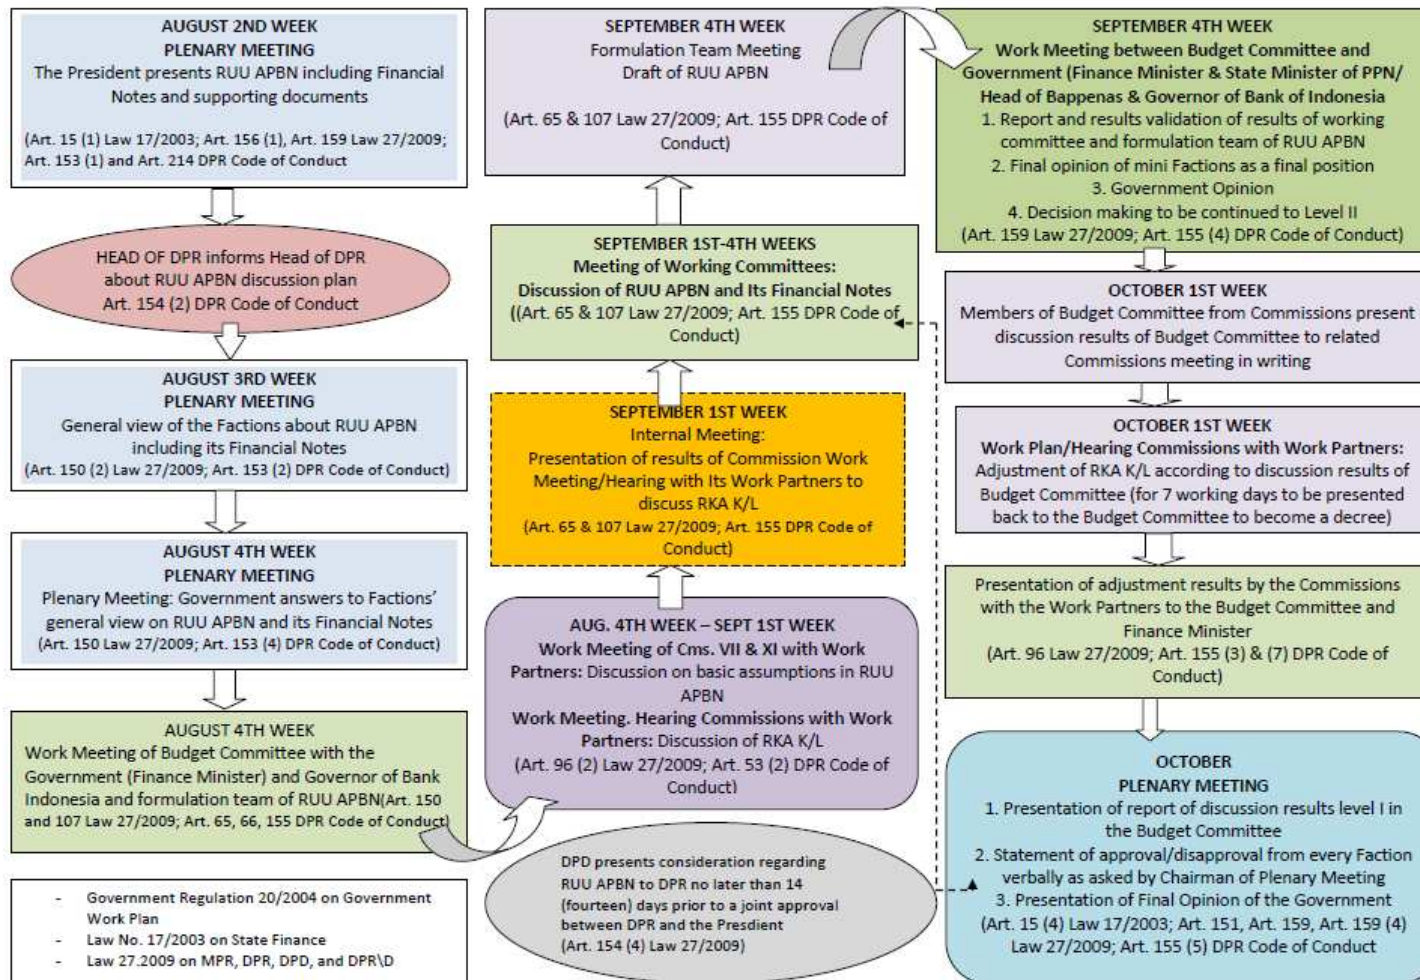 AUGUST 2ND WEEK
PLENARY MEETING
The President presents RUU APBN including Financial
Notes and supporting documents
(Art. 15 (1) Law 17/2003; Art. 156 (1), Art. 159 Law 27/2009;
Art. 153 (1) and Art. 214 DPR Code of Conduct
HEAD OF DPR informs Head of DPR
about RUU APBN discussion plan
Art. 154 (2) DPR Code of Conduct
AUGUST 3RD WEEK
PLENARY MEETING
General view of the Factions about RUU APBN
including its Financial Notes
(Art. 150 (2) Law 27/2009; Art. 153 (2) DPR Code of Conduct)
AUGUST 4TH WEEK
PLENARY MEETING
Plenary Meeting: Government answers to Factions'
general view on RUU APBN and its Financial Notes
(Art. 150 Law 27/2009; Art. 153 (4) DPR Code of Conduct)
AUGUST 4TH WEEK
Work Meeting of Budget Committee with the
Government (Finance Minister) and Governor of Bank
Indonesia and formulation team of RUU APBN(Art. 150
and 107 Law 27/2009; Art. 65, 66, 155 DPR Code of Conduct)
- Government Regulation 20/2004 on Government
Work Plan
- Law No. 17/2003 on State Finance
- Law 27.2009 on MPR, DPR, DPD, and DPR\D
SEPTEMBER 4TH WEEK
Formulation Team Meeting
Draft of RUU APBN
(Art. 65 & 107 Law 27/2009; Art. 155 DPR Code of
Conduct)
SEPTEMBER 1ST-4TH WEEKS
Meeting of Working Committees:
Discussion of RUU APBN and Its Financial Notes
((Art. 65 & 107 Law 27/2009; Art. 155 DPR Code of
Conduct)
SEPTEMBER 1ST WEEK
Internal Meeting:
Presentation of results of Commission Work
Meeting/Hearing with Its Work Partners to
discuss RKA K/L
(Art. 65 & 107 Law 27/2009; Art. 155 DPR Code of
Conduct)
AUG. 4TH WEEK – SEPT 1ST WEEK
Work Meeting of Cms. VII & XI with Work
Partners: Discussion on basic assumptions in RUU
APBN
Work Meeting. Hearing Commissions with Work
Partners: Discussion of RKA K/L
(Art. 96 (2) Law 27/2009; Art. 53 (2) DPR Code of
Conduct)
DPD presents consideration regarding
RUU APBN to DPR no later than 14
(fourteen) days prior to a joint approval
between DPR and the Presdient
(Art. 154 (4) Law 27/2009)
SEPTEMBER 4TH WEEK
Work Meeting between Budget Committee and
Government (Finance Minister & State Minister of PPN/
Head of Bappenas & Governor of Bank of Indonesia
1. Report and results validation of results of working
committee and formulation team of RUU APBN
2. Final opinion of mini Factions as a final position
3. Government Opinion
4. Decision making to be continued to Level II
(Art. 159 Law 27/2009; Art. 155 (4) DPR Code of Conduct)
OCTOBER 1ST WEEK
Members of Budget Committee from Commissions present
discussion results of Budget Committee to related
Commissions meeting in writing
OCTOBER 1ST WEEK
Work Plan/Hearing Commissions with Work Partners:
Adjustment of RKA K/L according to discussion results of
Budget Committee (for 7 working days to be presented
back to the Budget Committee to become a decree)
Presentation of adjustment results by the Commissions
with the Work Partners to the Budget Committee and
Finance Minister
(Art. 96 Law 27/2009; Art. 155 (3) & (7) DPR Code of
Conduct)
OCTOBER
PLENARY MEETING
1. Presentation of report of discussion results level I in
the Budget Committee
2. Statement of approval/disapproval from every Faction
verbally as asked by Chairman of Plenary Meeting
3. Presentation of Final Opinion of the Government
(Art. 15 (4) Law 17/2003; Art. 151, Art. 159, Art. 159 (4)
Law 27/2009; Art. 155 (5) DPR Code of Conduct